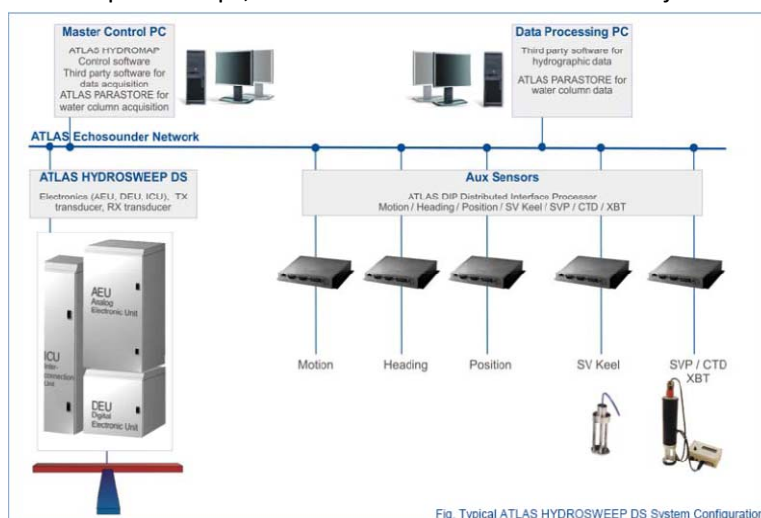 Master Control PC
ATLAS HYDROMAP
Control software
Third party software for
data acquisition
ATLAS PARASTORE for
water column acquisition
Data Processing PC
Third party software for
hydrographic data
ATLAS PARASTORE for
water column data
ATLAS Echosounder Network
ATLAS HYDROSWEEP DS
Electronics (AEU, DEU, ICU), TX
transducer, RX transducer
Aux Sensors
ATLAS DIP Distributed Interface Processor
Motion / Heading / Position / SV Keel / SVP / CTD / XBT
AEU
Analog
Electronic Unit
ICU
Inter-
connection
Unit
DEU
Digital
Electronic Unit
Motion
Heading
Position
SV Keel
SVP / CTD
XBT
Fig. Typical ATLAS HYDROSWEEP DS System Configuration